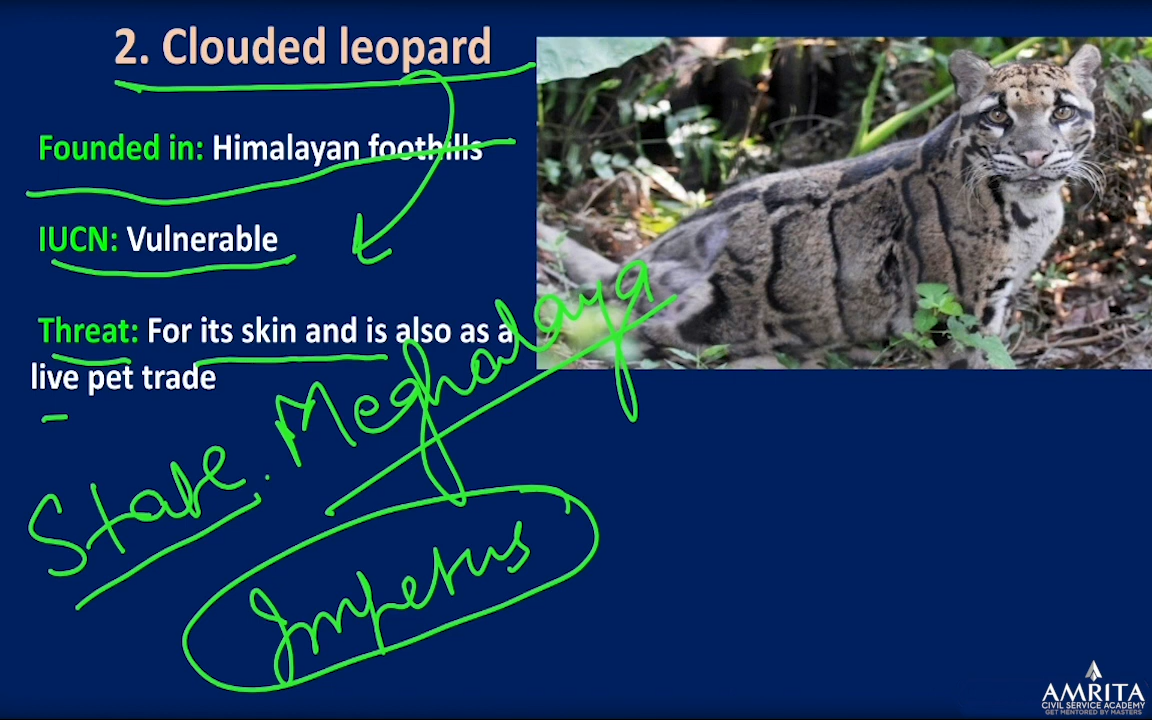 2. Clouded leopard
Founded in: Himalayan foothills
IUCN: Vulnerable
Threat: For its skin and is also as a
live pet trade
State. Meghalaya
Impetus
AMRITA
CIVIL SERVICE ACADEMY
GET MENTORED BY MASTERS